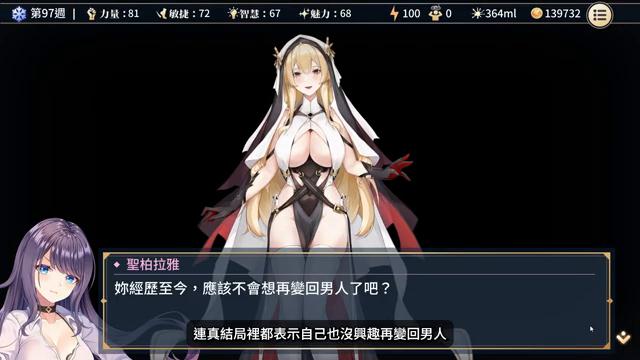 第97週 | 力量:81 敏捷:72 智慧:67 魅力:68 100 0 364ml 139732
聖柏拉雅
妳經歷至今，應該不會想再變回男人了吧？
連真結局裡都表示自己也沒興趣再變回男人